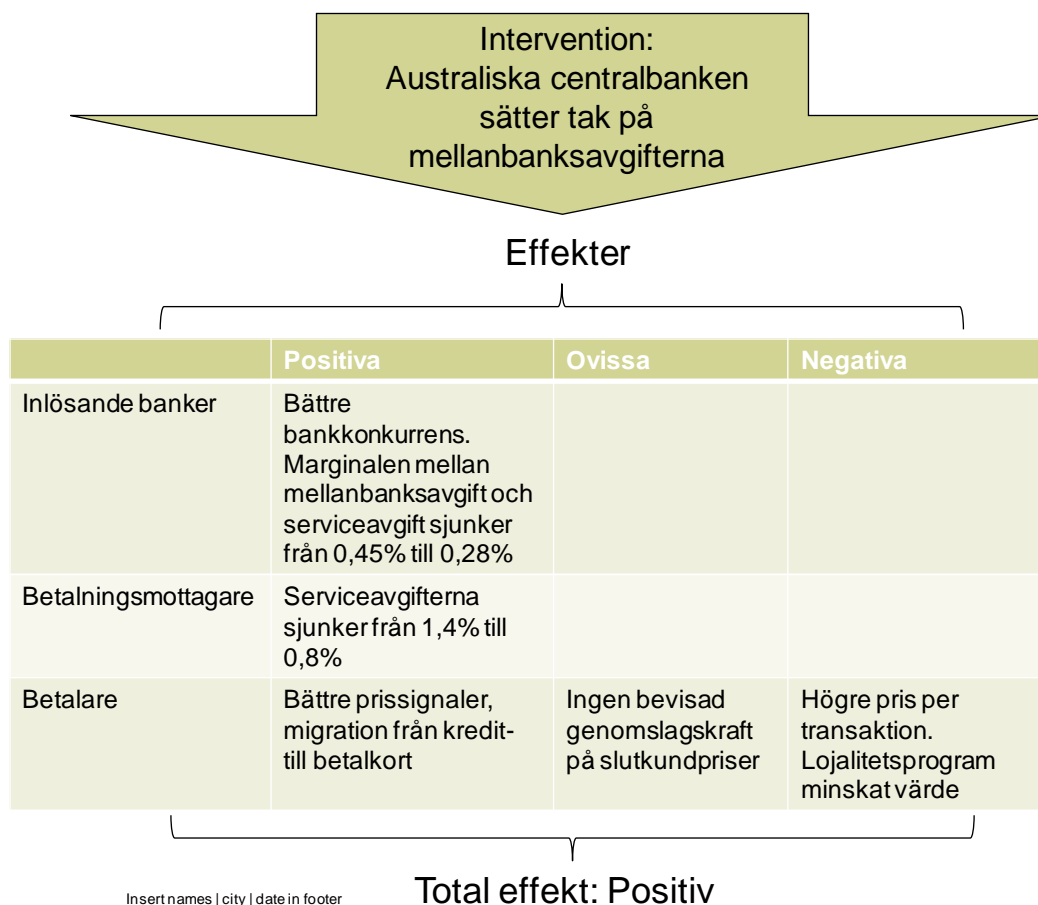 Intervention:
Australiska centralbanken
sätter tak på
mellanbanksavgifterna
Effekter
Positiva
Ovissa
Negativa
Inlösande banker
Bättre
bankkonkurrens.
Marginalen mellan
mellanbanksavgift och
serviceavgift sjunker
från 0,45% till 0,28%
Betalningsmottagare
Serviceavgifterna
sjunker från 1,4% till
0,8%
Betalare
Bättre prissignaler,
migration från kredit-
till betalkort
Ingen bevisad
genomslagskraft
på slutkundpriser
Högre pris per
transaktion.
Lojalitetsprogram
minskat värde
Total effekt: Positiv
Insert names | city | date in footer